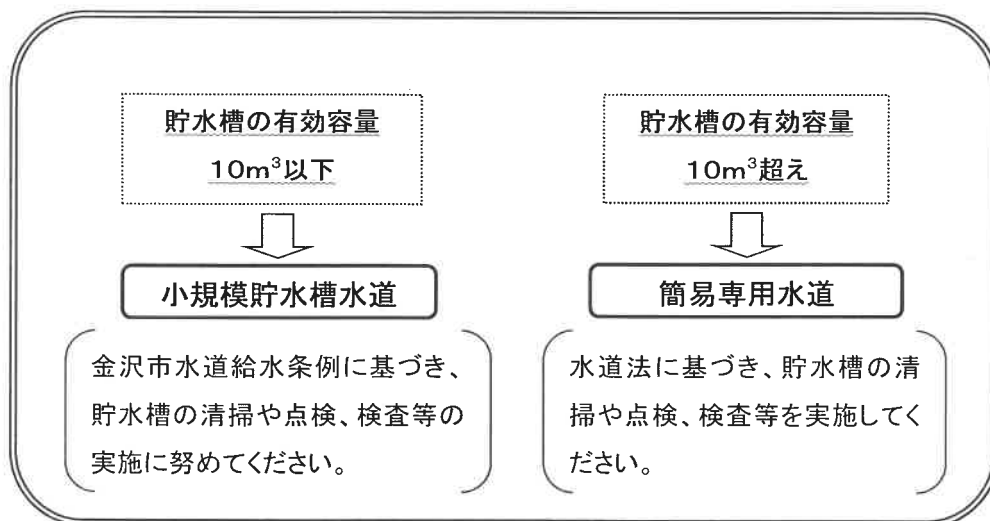 貯水槽の有効容量
10m³以下
小規模貯水槽水道
金沢市水道給水条例に基づき、
貯水槽の清掃や点検、検査等の
実施に努めてください。
貯水槽の有効容量
10m³超え
簡易専用水道
水道法に基づき、貯水槽の清
掃や点検、検査等を実施してく
ださい。